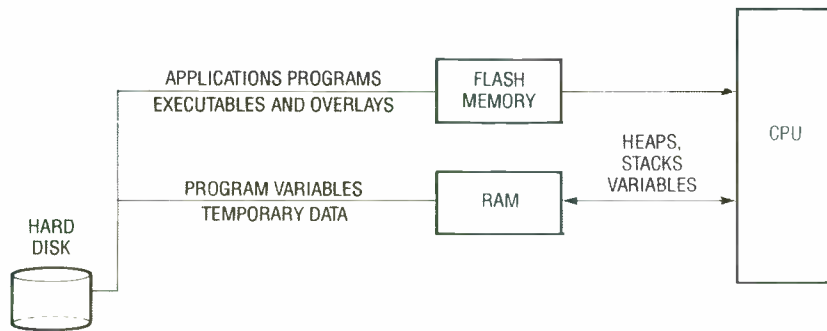 APPLICATIONS PROGRAMS
EXECUTABLES AND OVERLAYS
FLASH
MEMORY
CPU
HEAPS,
STACKS
VARIABLES
PROGRAM VARIABLES
TEMPORARY DATA
RAM
HARD
DISK